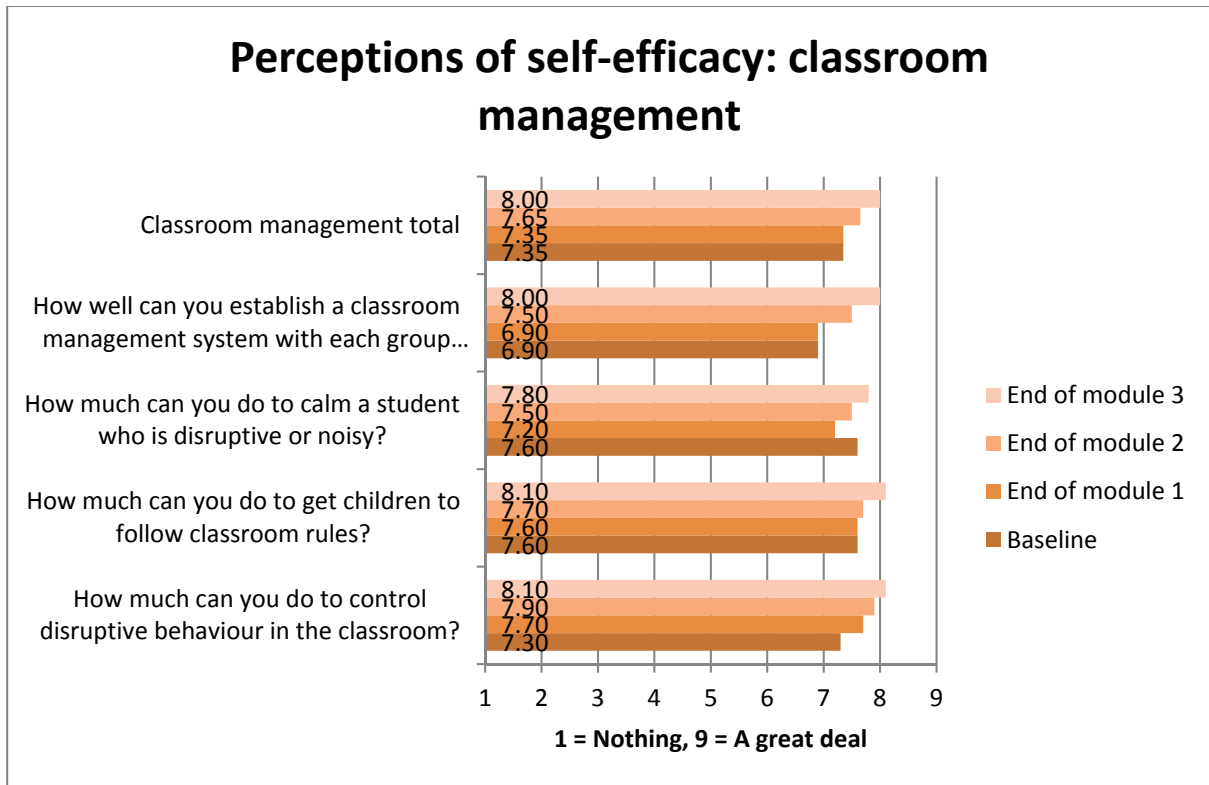 Perceptions of self-efficacy: classroom
management
Classroom management total
8.00
7.65
7.35
7.35
How well can you establish a classroom
management system with each group...
8.00
7.50
6.90
6.90
How much can you do to calm a student
who is disruptive or noisy?
7.80
7.50
7.20
7.60
How much can you do to get children to
follow classroom rules?
8.10
7.70
7.60
7.60
How much can you do to control
disruptive behaviour in the classroom?
8.10
7.90
7.70
7.30
End of module 3
End of module 2
End of module 1
Baseline
1 2 3 4 5 6 7 8 9
1 = Nothing, 9 = A great deal